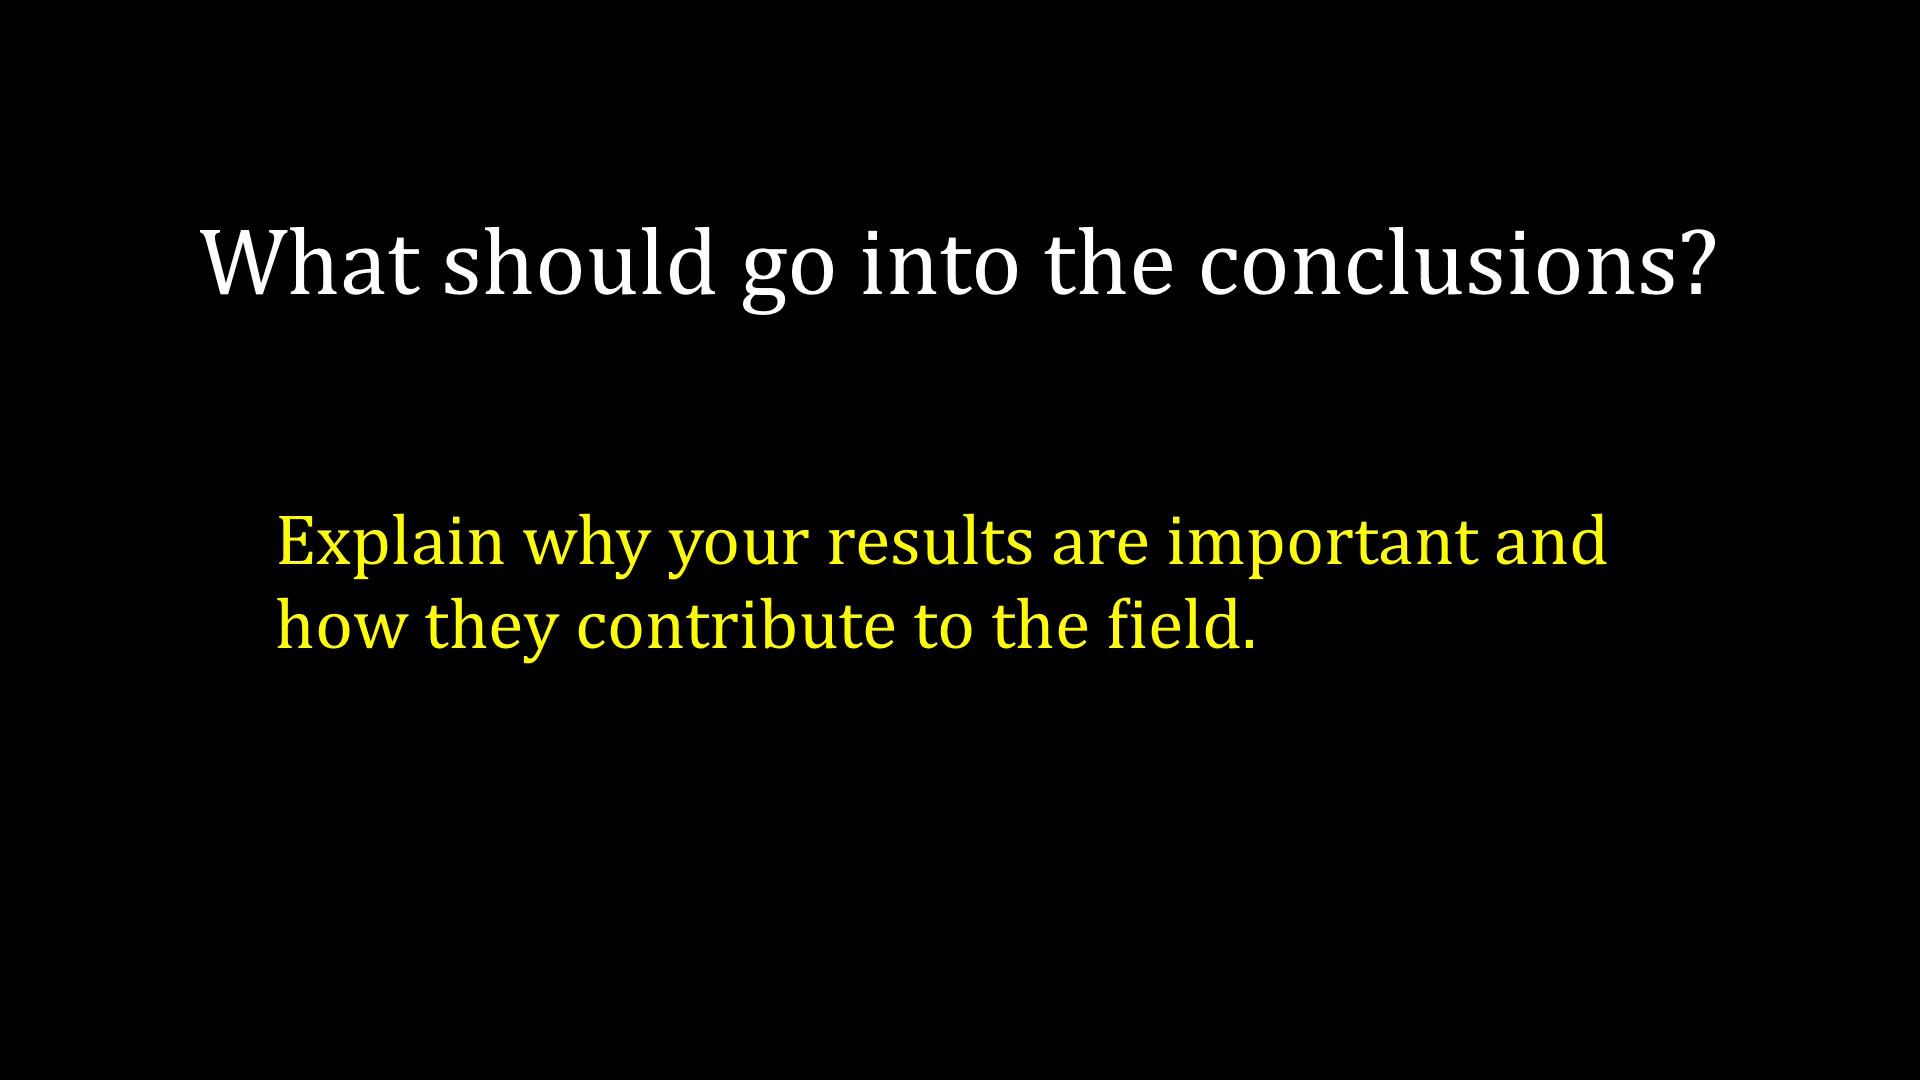 What should go into the conclusions?
Explain why your results are important and
how they contribute to the field.